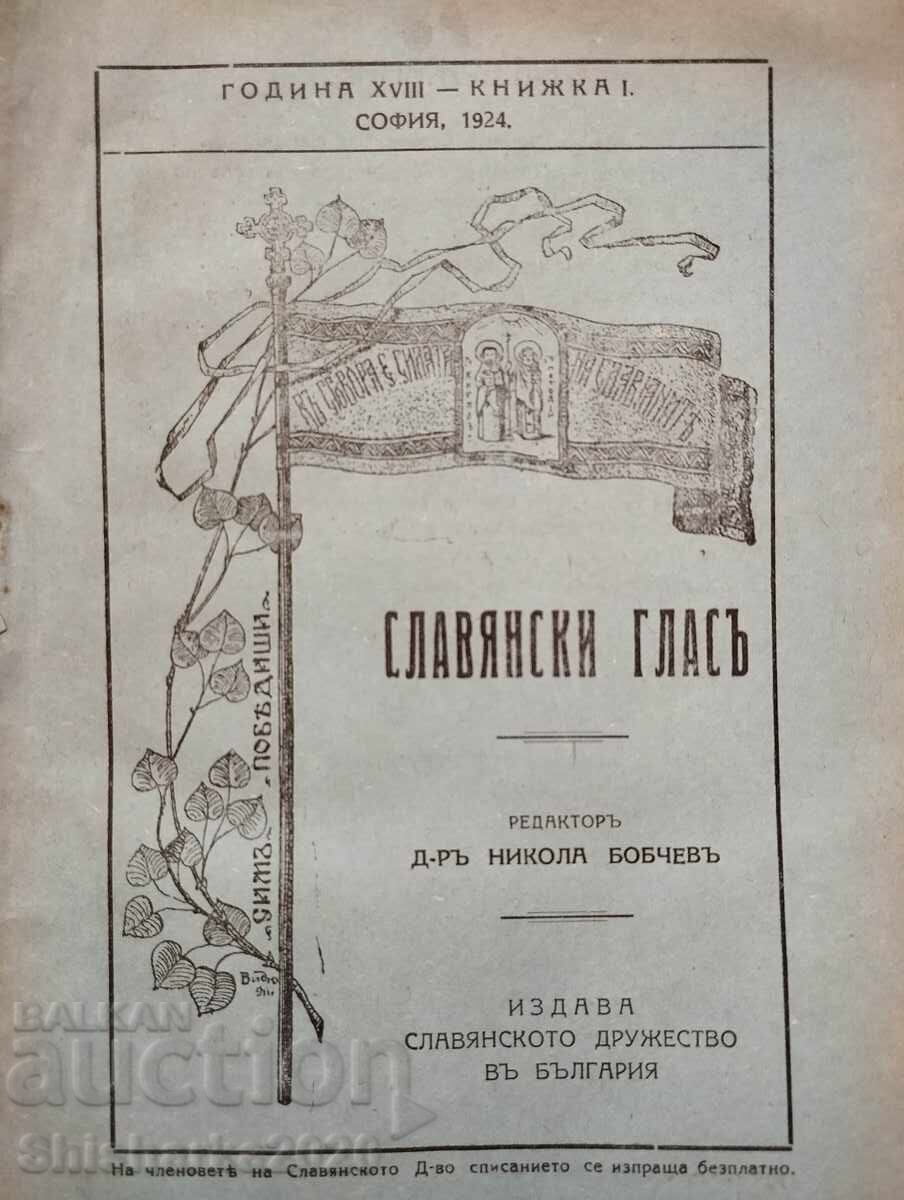 ГОДИНА XVIII — КНИЖКА I.
СОФИЯ, 1924.
ВЪ СЪБОРА Е СИЛАТА
НА СЛАВЯНИТѢ
СЛАВЯНСКИ ГЛАСЪ
„СИМЪ ПОБѢДИШИ“
РЕДАКТОРЪ
Д-РЪ НИКОЛА БОБЧЕВЪ
ИЗДАВА
СЛАВЯНСКОТО ДРУЖЕСТВО
ВЪ БЪЛГАРИЯ
На членоветѣ на Славянското Д-во списанието се изпраща безплатно.
BALKAN
auction